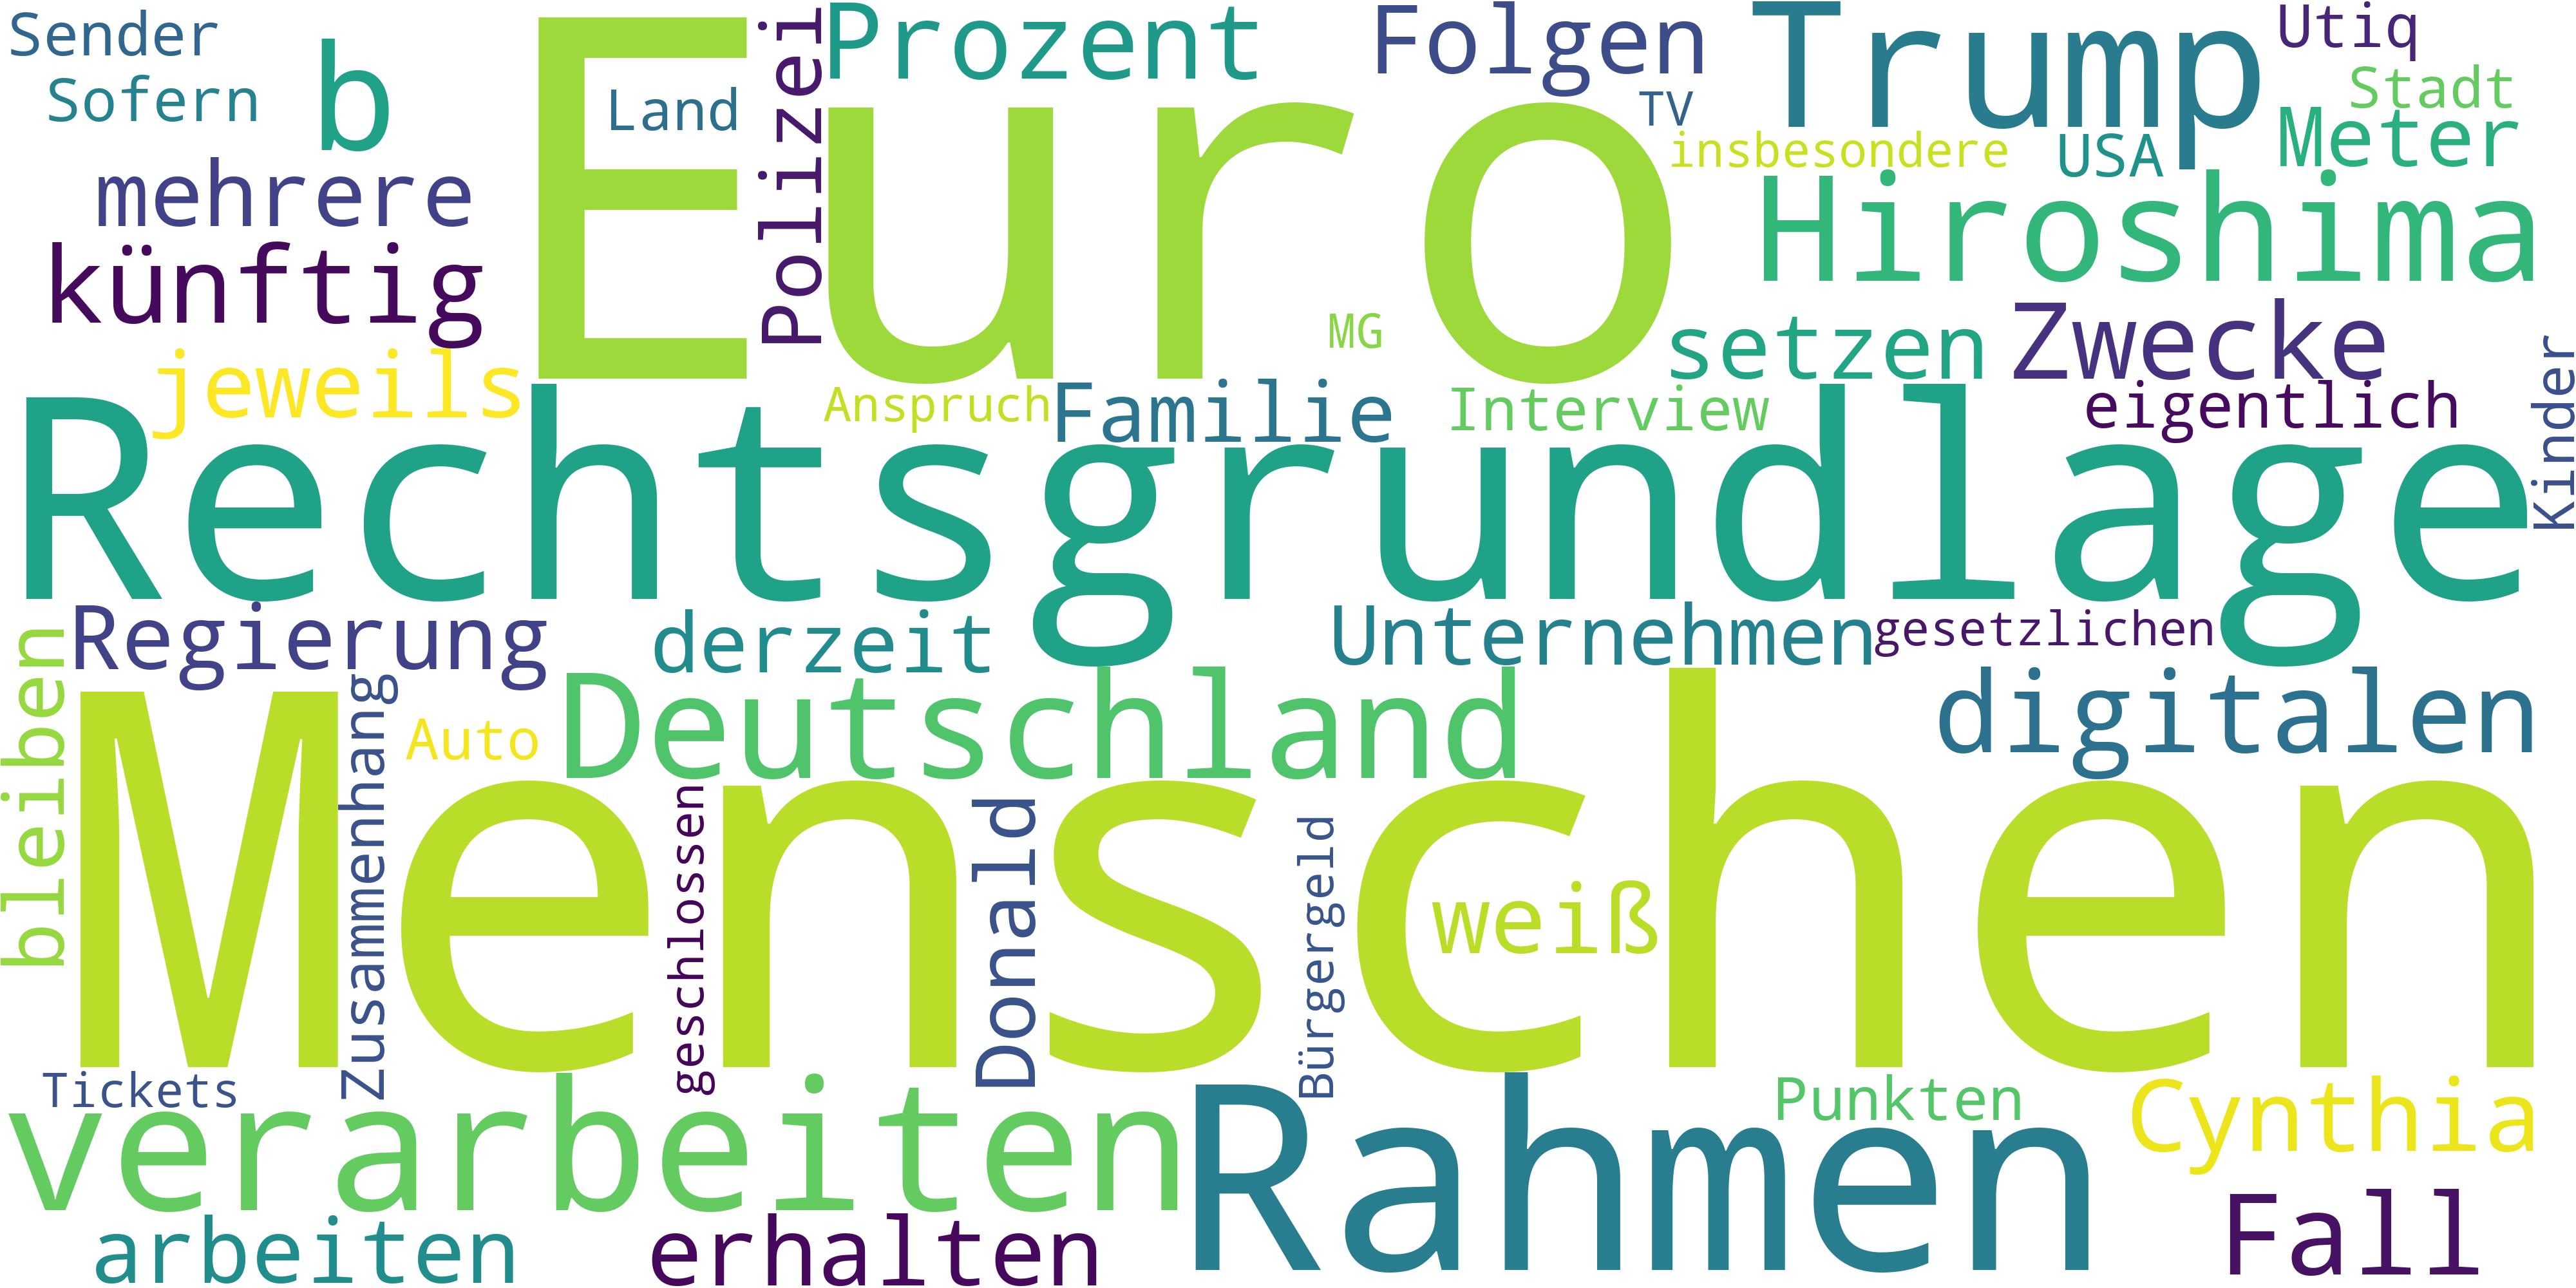 Sender
Sofern
b
Land
Polizei
Prozent
Folgen
TV
Trump
Utiq
Stadt
Meter
insbesondere
USA
mehrere
künftig
Euro
Hiroshima
MG
setzen
Zwecke
jeweils
Anspruch
Familie
Interview
eigentlich
Kinder
Rechtsgrundlage
Regierung
derzeit
Unternehmen
gesetzlichen
bleiben
Zusammenhang
Auto
Deutschland
digitalen
Menschen
geschlossen
Donald
Bürgergeld
weiß
Tickets
verarbeiten
Rahmen
Punkten
Cynthia
arbeiten
erhalten
Fall